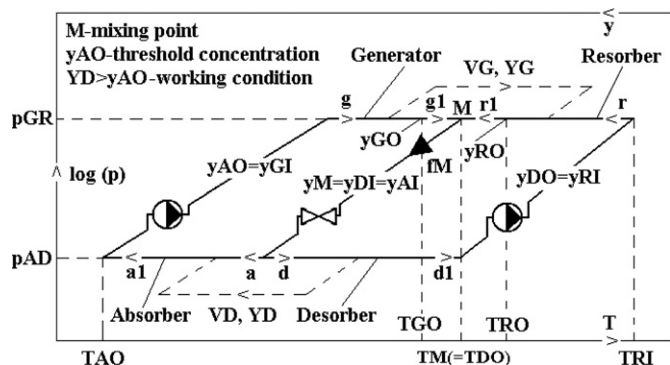 M-mixing point
yAO-threshold concentration
YD>yAO-working condition
y
Generator
VG, YG
Resorber
g
g1
M
r1
r
pGR
yGO
yRO
fM
yAO=yGI
yM=yDI=yAI
yDO=yRI
log (p)
pAD
a1
a
d
d1
Absorber
VD, YD
Desorber
TGO
TRO
T
TAO
TM(=TDO)
TRI